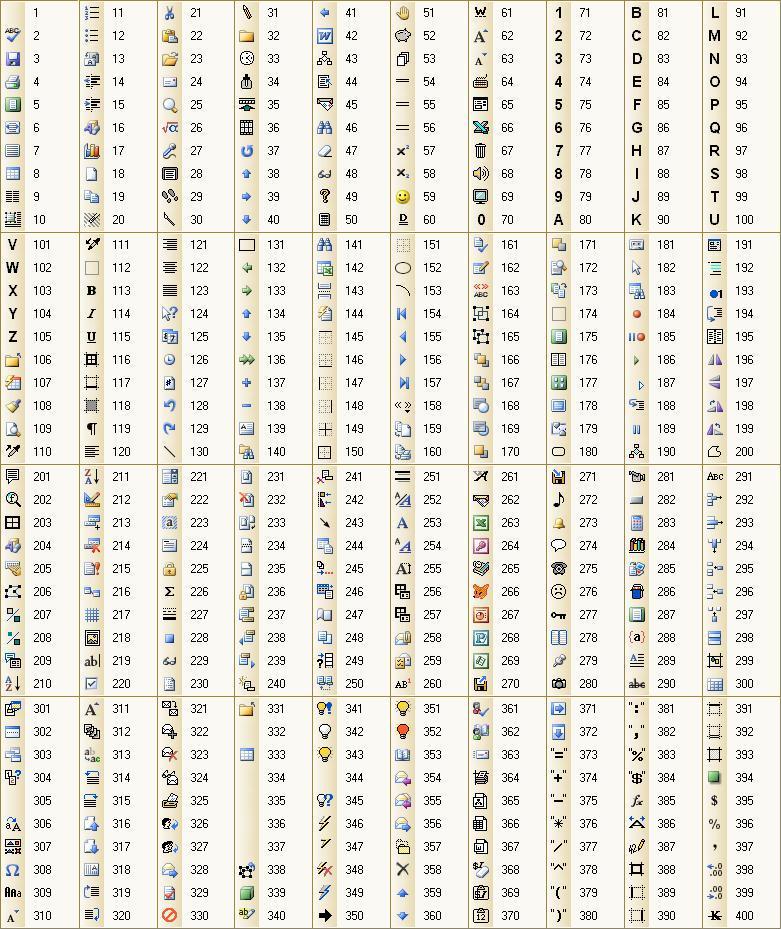 1 11 21 31 41 51 W 61 1 71 B 81 L 91
ABC 2 12 22 32 W 42 52 A 62 2 72 C 82 M 92
3 13 23 33 43 53 A 63 3 73 D 83 N 93
4 14 24 34 44 54 64 4 74 E 84 O 94
5 15 25 35 45 55 65 5 75 F 85 P 95
6 16 √α 26 36 46 56 66 6 76 G 86 Q 96
7 17 27 37 47 x² 57 67 7 77 H 87 R 97
8 18 28 38 48 x₂ 58 68 8 78 I 88 S 98
9 19 29 39 ? 49 59 69 9 79 J 89 T 99
10 20 30 40 50 D 60 0 70 A 80 K 90 U 100
V 101 111 121 131 141 151 161 171 181 191
W 102 112 122 132 142 152 162 172 182 192
X 103 B 113 123 133 143 153 «» ABC 163 173 183 1 193
Y 104 I 114 ? 124 134 144 154 164 174 184 194
Z 105 U 115 7 125 135 145 155 165 175 185 195
106 116 126 136 146 156 166 176 186 196
107 117 # 127 + 137 147 157 167 177 187 197
108 118 128 − 138 148 «» 158 168 178 188 198
109 ¶ 119 129 A 139 149 159 169 179 189 199
110 120 130 140 150 160 170 180 190 200
201 Z A 211 221 231 241 251 A 261 271 281 ABC 291
202 212 222 232 242 A 252 262 272 282 292
203 213 a 223 233 243 A 253 263 273 283 293
204 214 224 234 244 A 254 264 274 284 294
205 ! 215 225 235 245 A 255 265 275 285 295
206 216 Σ 226 236 246 256 266 276 286 296
207 217 227 237 247 257 267 277 287 297
208 218 228 238 248 258 P 268 278 {a} 288 298
209 ab 219 229 239 ? 249 259 269 279 A 289 299
A Z 210 220 230 240 250 AB¹ 260 270 280 abc 290 300
301 A 311 321 331 341 351 361 371 ":" 381 391
302 312 322 342 352 362 372 "," 382 392
303 ab ac 313 323 333 343 353 363 "=" 373 "%" 383 393
? 304 314 324 334 344 354 364 "+" 374 "$" 384 394
305 315 325 335 ?? 345 355 365 "−" 375 fx 385 $ 395
a A 306 316 326 336 346 356 366 "*" 376 386 % 396
307 317 327 337 347 357 367 "/" 377 387 , 397
Ω 308 318 328 338 348 358 368 "^" 378 388 .00 398
AAa 309 319 329 339 349 359 369 "(" 379 389 .00 399
A 310 320 330 ab 340 350 360 12 370 ")" 380 390 K 400